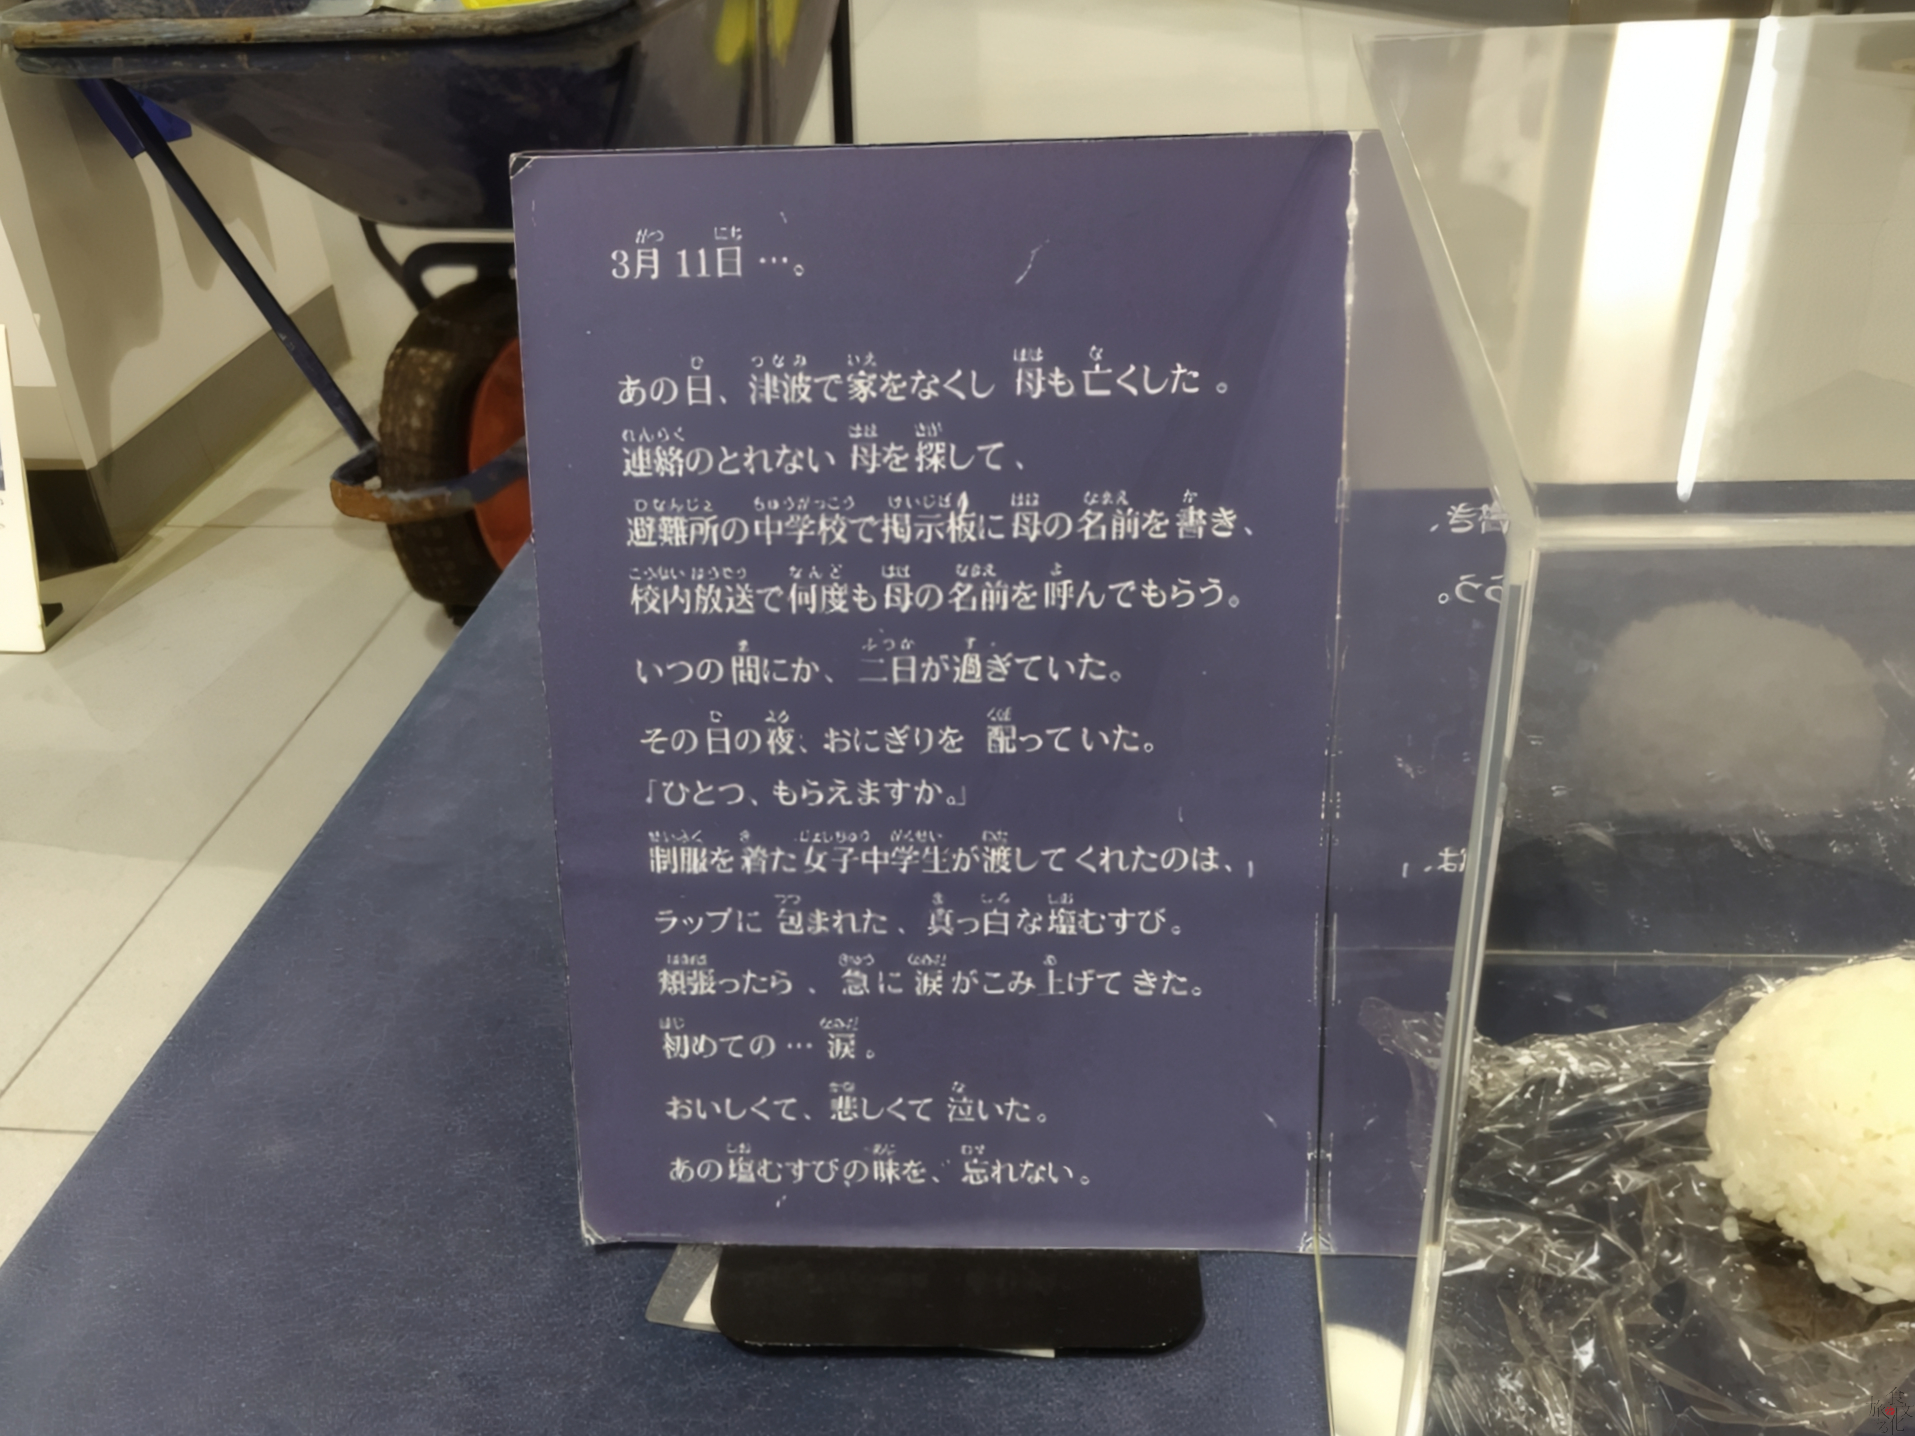 3月11日…。
あの日、津波で家をなくし 母も亡くした。
連絡のとれない 母を探して、
避難所の中学校で掲示板に母の名前を書き、
校内放送で何度も母の名前を呼んでもらう。
いつの間にか、二日が過ぎていた。
その日の夜、おにぎりを 配っていた。
「ひとつ、もらえますか。」
制服を着た女子中学生が渡してくれたのは、
ラップに 包まれた、真っ白な塩むすび。
頬張ったら、急に涙がこみ上げてきた。
初めての…涙。
おいしくて、悲しくて泣いた。
あの塩むすびの味を、忘れない。